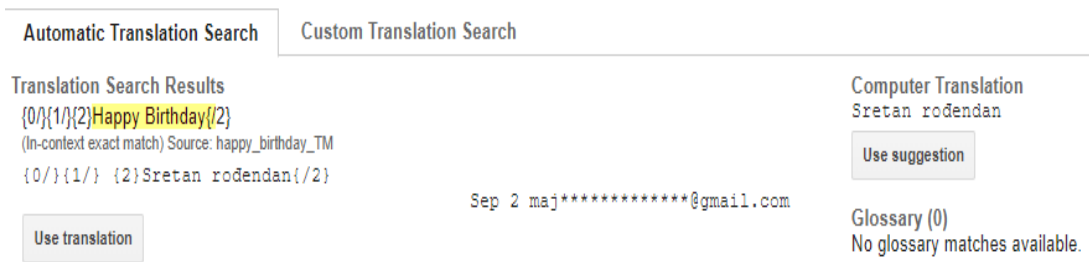 Automatic Translation Search
Custom Translation Search
Translation Search Results
{0/}{1/}{2}Happy Birthday{/2}
(In-context exact match) Source: happy_birthday_TM
{0/}{1/} {2}Sretan rođendan{/2}
Sep 2 maj*************@gmail.com
Use translation
Computer Translation
Sretan rođendan
Use suggestion
Glossary (0)
No glossary matches available.